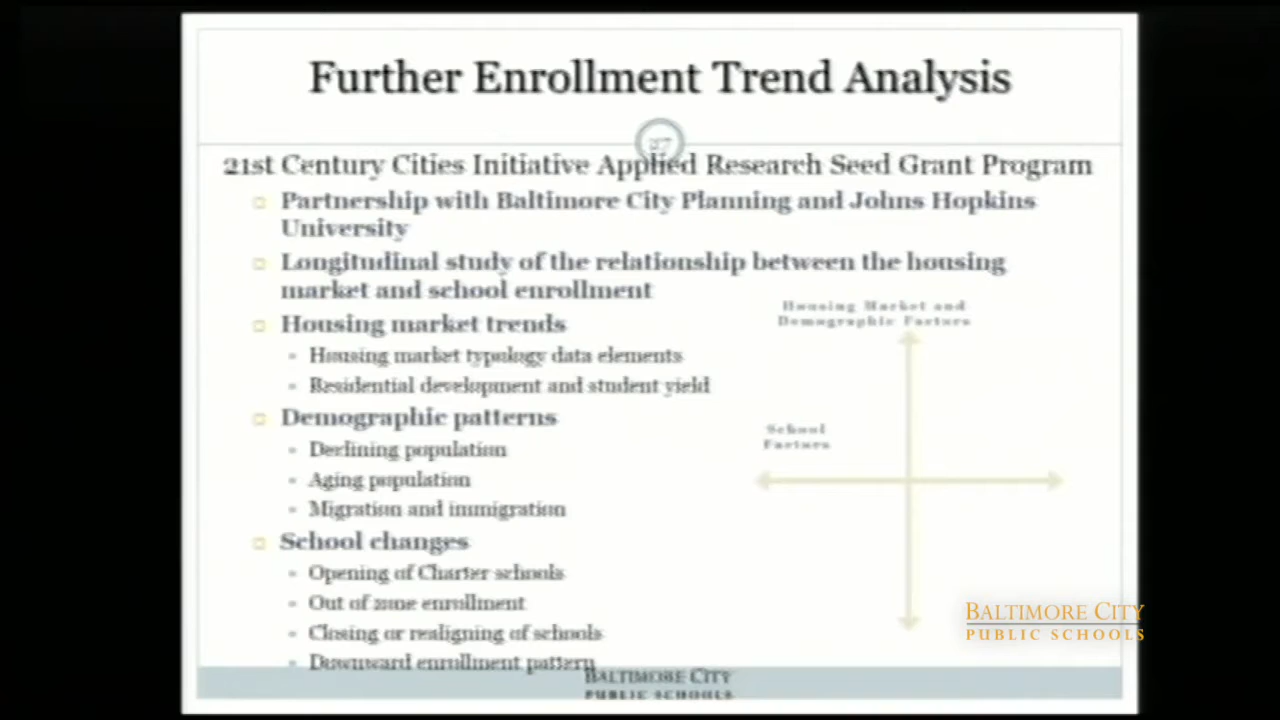 Further Enrollment Trend Analysis
27
21st Century Cities Initiative Applied Research Seed Grant Program
Partnership with Baltimore City Planning and Johns Hopkins
University
Longitudinal study of the relationship between the housing
market and school enrollment
Housing Market and
Demographic Factors
Housing market trends
Housing market typology data elements
Residential development and student yield
Demographic patterns
School
Factors
Declining population
Aging population
Migration and immigration
School changes
Opening of Charter schools
Out of zone enrollment
Closing or realigning of schools
Downward enrollment pattern
BALTIMORE CITY
PUBLIC SCHOOLS
BALTIMORE CITY
PUBLIC SCHOOLS